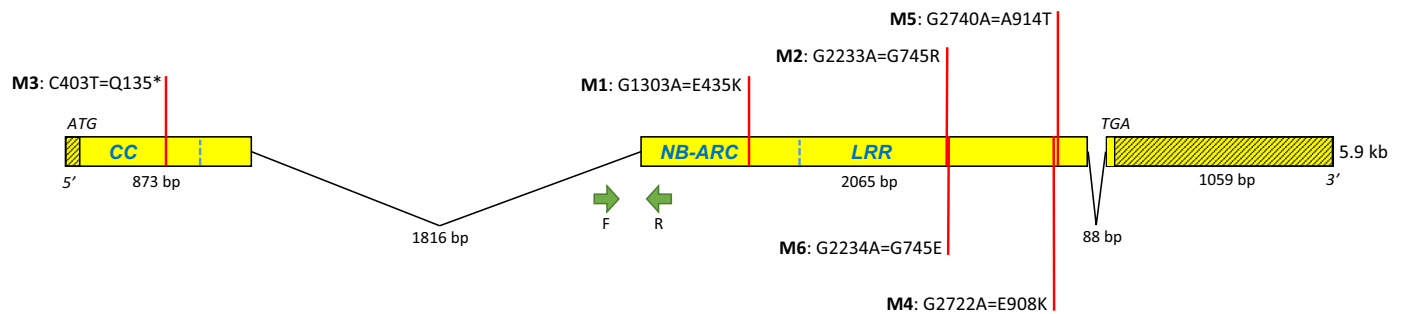 M5: G2740A=A914T
M2: G2233A=G745R
M3: C403T=Q135*
M1: G1303A=E435K
ATG
TGA
CC
NB-ARC
LRR
5.9 kb
5’
873 bp
2065 bp
1059 bp
3’
F
R
1816 bp
88 bp
M6: G2234A=G745E
M4: G2722A=E908K